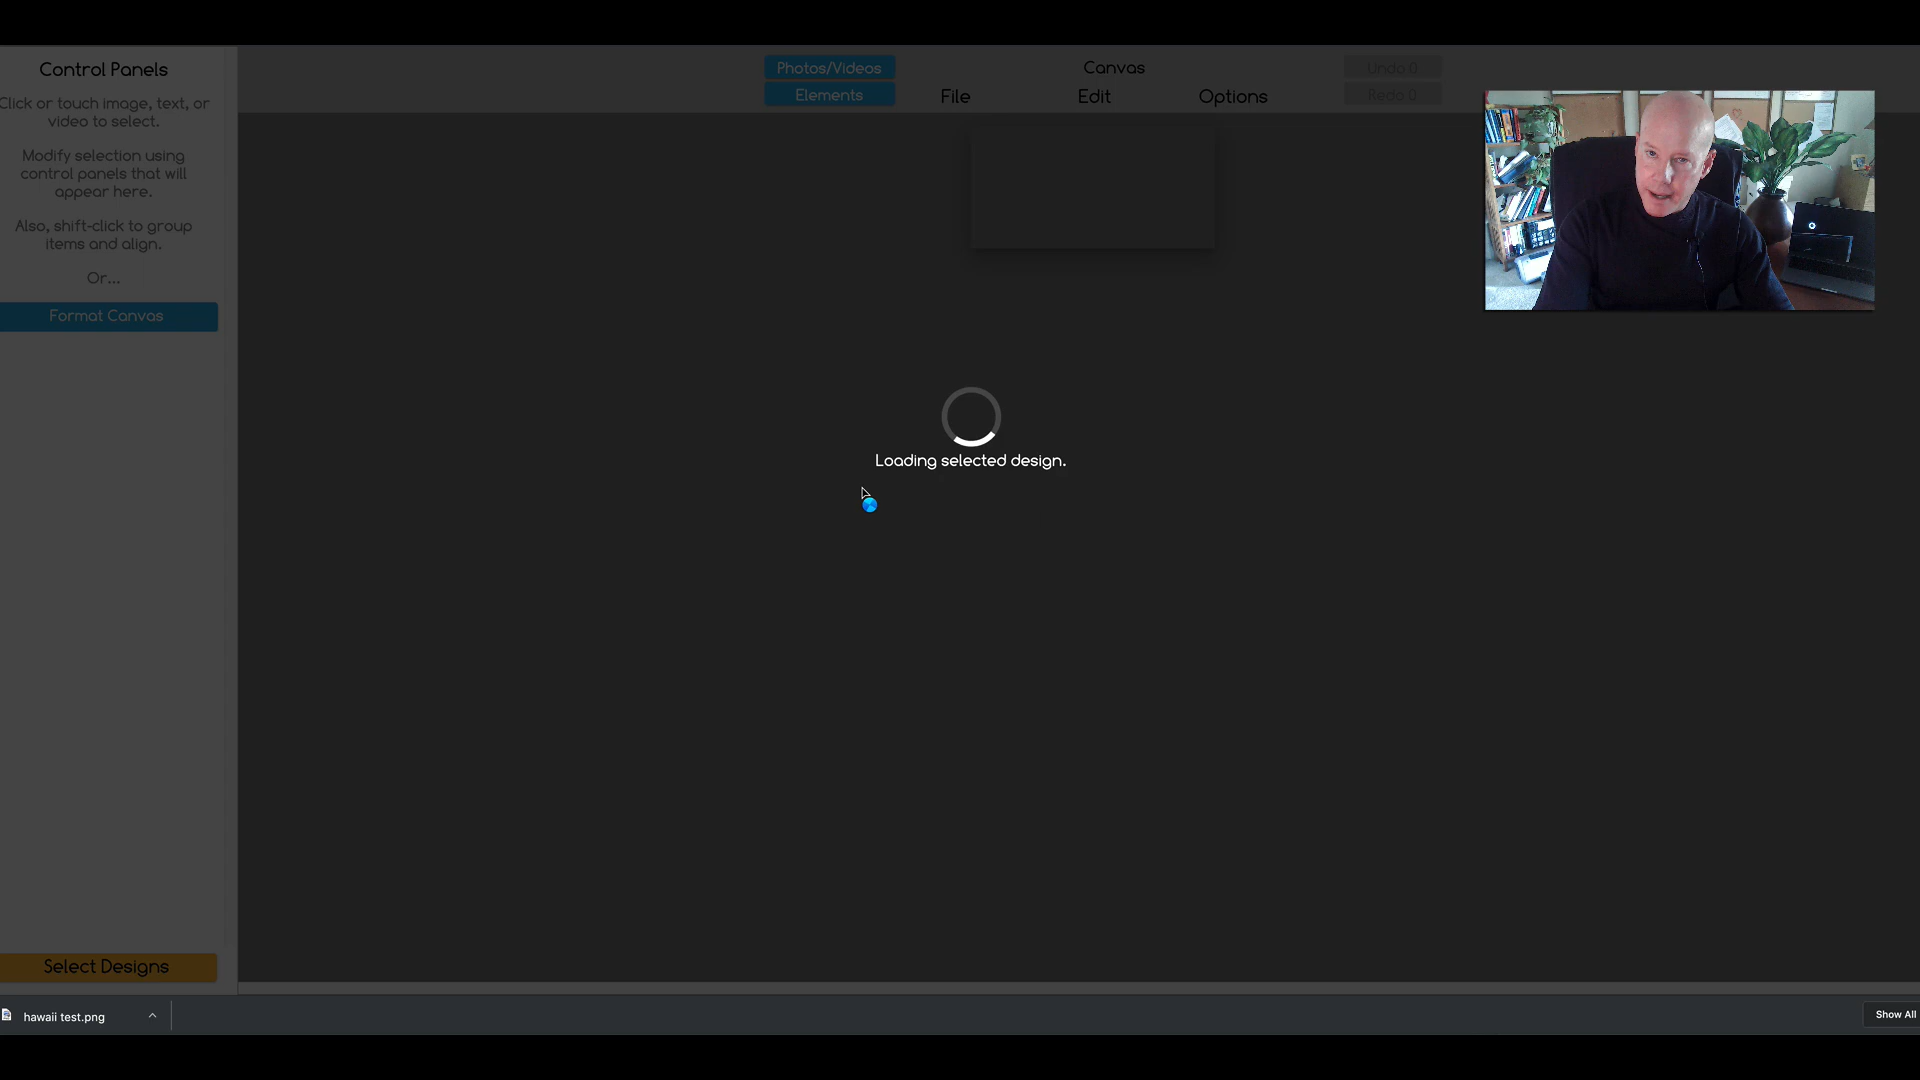 Control Panels
Click or touch image, text, or
video to select.
Modify selection using
control panels that will
appear here.
Also, shift-click to group
items and align.
Or...
Format Canvas
Select Designs
Photos/Videos
Elements
Canvas
File
Edit
Options
Undo 0
Redo 0
Loading selected design.
hawaii test.png
Show All